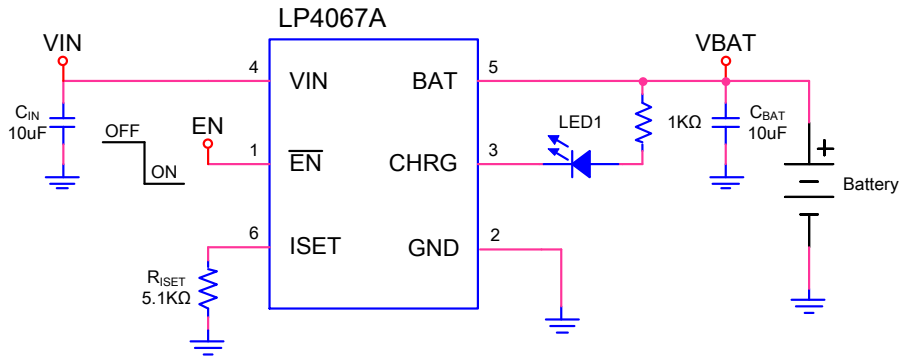 LP4067A
VIN
VBAT
4
VIN
BAT
5
CIN
10uF
OFF
ON
EN
1
EN
CHRG
3
LED1
1KΩ
CBAT
10uF
+
Battery
6
ISET
GND
2
RISET
5.1KΩ